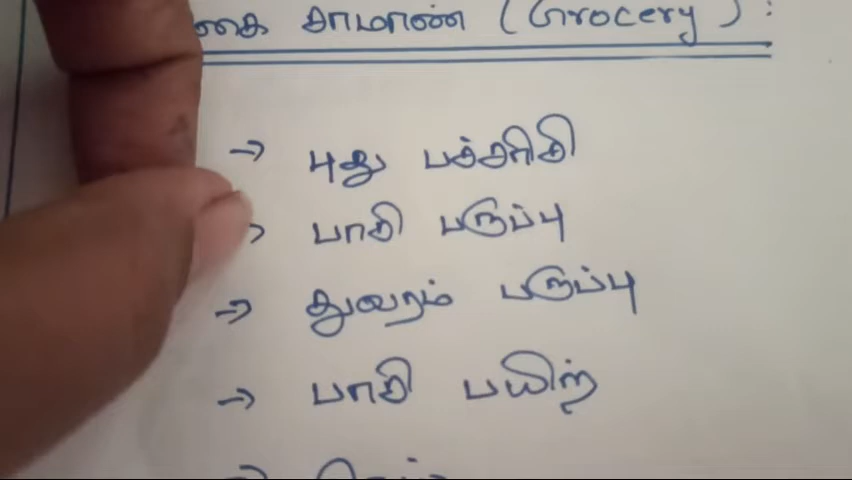 சாமாண் (Grocery) :
→ புது பச்சரிசி
→ பாசி பருப்பு
→ துவரம் பருப்பு
→ பாசி பயிற்